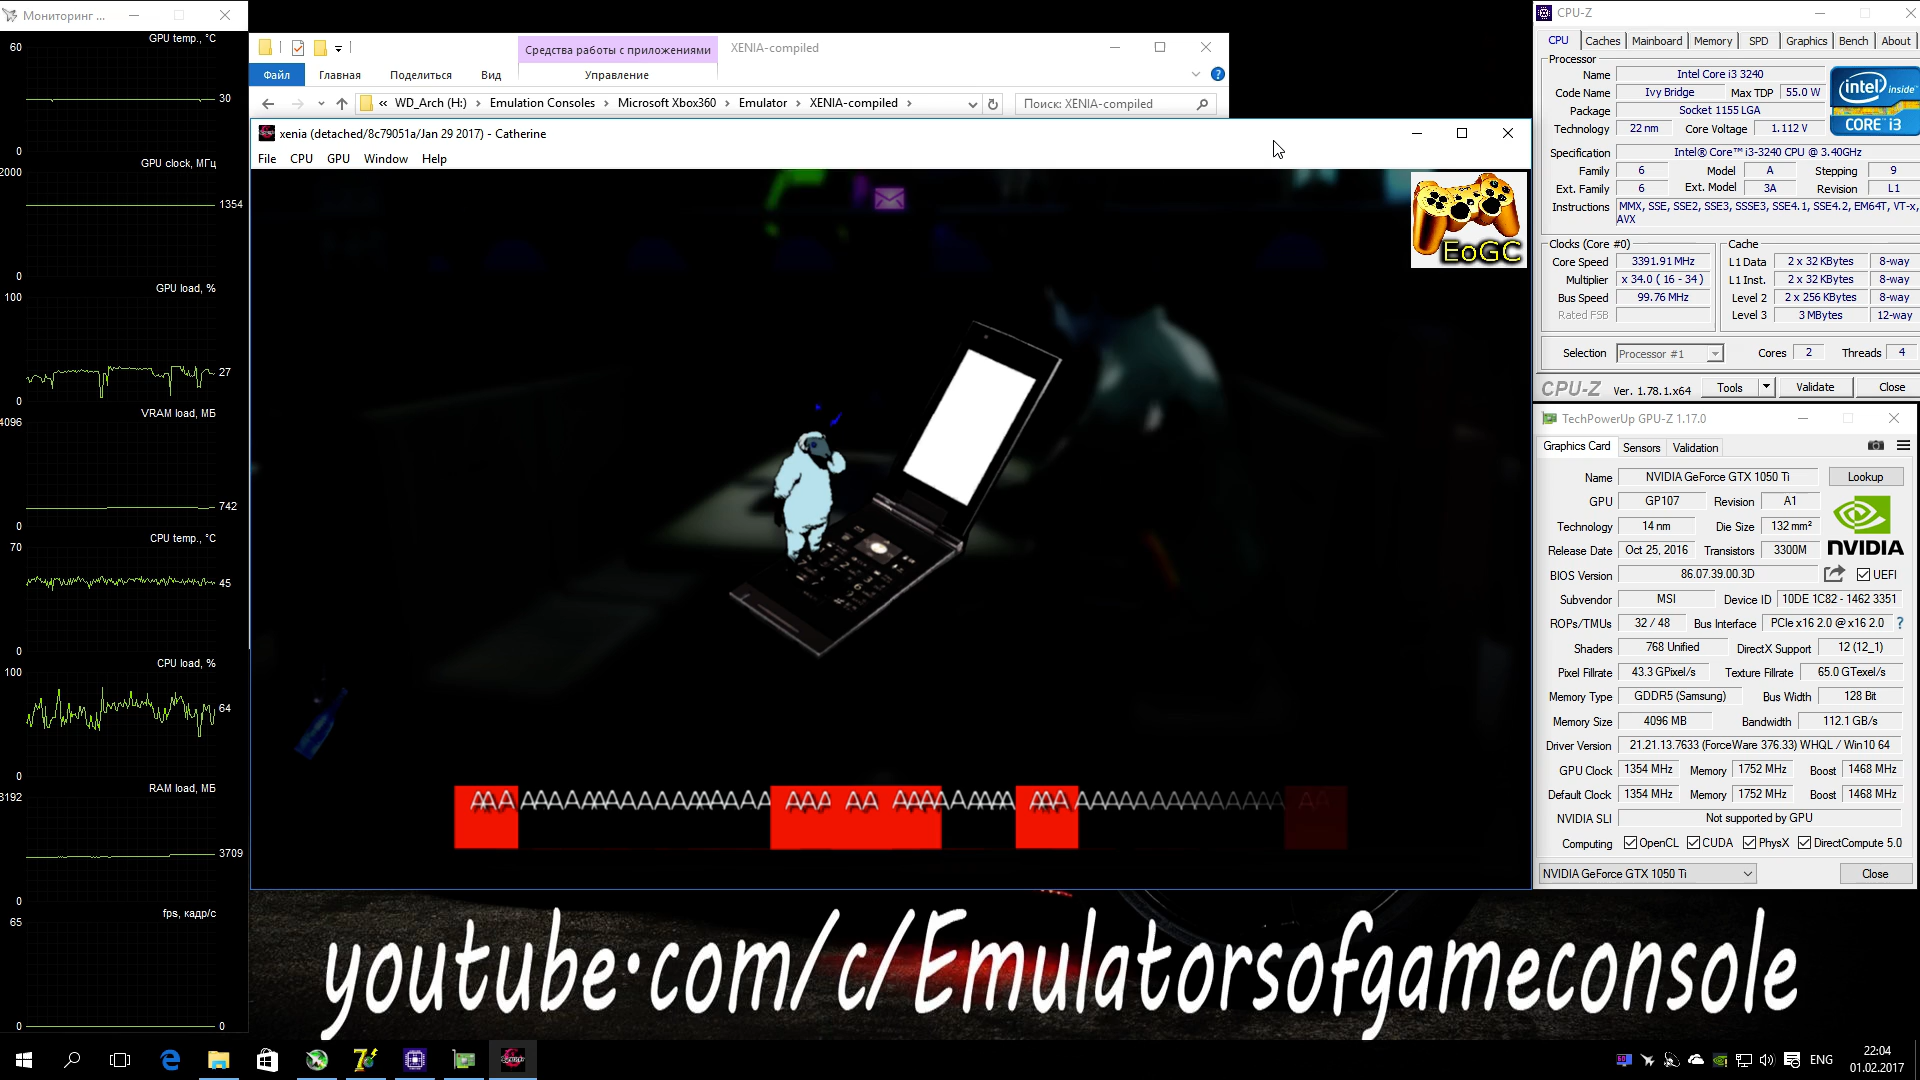 Мониторинг ...
GPU temp., °C
60
30
0
GPU clock, МГц
2000
1354
0
GPU load, %
100
27
0
VRAM load, МБ
4096
742
0
CPU temp., °C
70
45
0
CPU load, %
100
64
0
RAM load, МБ
8192
3709
0
fps, кадр/с
65
0
0
Средства работы с приложениями
XENIA-compiled
Файл
Главная
Поделиться
Вид
Управление
« WD_Arch (H:) › Emulation Consoles › Microsoft Xbox360 › Emulator › XENIA-compiled ›
Поиск: XENIA-compiled
xenia (detached/8c79051a/Jan 29 2017) - Catherine
File CPU GPU Window Help
EoGC
youtube.com/c/Emulatorsofgameconsole
CPU-Z
CPU Caches Mainboard Memory SPD Graphics Bench About
Processor
Name Intel Core i3 3240
Code Name Ivy Bridge Max TDP 55.0 W
Package Socket 1155 LGA
Technology 22 nm Core Voltage 1.112 V
intel inside™
CORE i3
Specification Intel® Core™ i3-3240 CPU @ 3.40GHz
Family 6 Model A Stepping 9
Ext. Family 6 Ext. Model 3A Revision L1
Instructions MMX, SSE, SSE2, SSE3, SSSE3, SSE4.1, SSE4.2, EM64T, VT-x,
AVX
Clocks (Core #0)
Core Speed 3391.91 MHz
Multiplier x 34.0 ( 16 - 34 )
Bus Speed 99.76 MHz
Rated FSB
Cache
L1 Data 2 x 32 KBytes 8-way
L1 Inst. 2 x 32 KBytes 8-way
Level 2 2 x 256 KBytes 8-way
Level 3 3 MBytes 12-way
Selection Processor #1 Cores 2 Threads 4
CPU-Z Ver. 1.78.1.x64 Tools Validate Close
TechPowerUp GPU-Z 1.17.0
Graphics Card Sensors Validation
Name NVIDIA GeForce GTX 1050 Ti Lookup
GPU GP107 Revision A1
Technology 14 nm Die Size 132 mm²
Release Date Oct 25, 2016 Transistors 3300M
NVIDIA
BIOS Version 86.07.39.00.3D UEFI
Subvendor MSI Device ID 10DE 1C82 - 1462 3351
ROPs/TMUs 32 / 48 Bus Interface PCIe x16 2.0 @ x16 2.0 ?
Shaders 768 Unified DirectX Support 12 (12_1)
Pixel Fillrate 43.3 GPixel/s Texture Fillrate 65.0 GTexel/s
Memory Type GDDR5 (Samsung) Bus Width 128 Bit
Memory Size 4096 MB Bandwidth 112.1 GB/s
Driver Version 21.21.13.7633 (ForceWare 376.33) WHQL / Win10 64
GPU Clock 1354 MHz Memory 1752 MHz Boost 1468 MHz
Default Clock 1354 MHz Memory 1752 MHz Boost 1468 MHz
NVIDIA SLI Not supported by GPU
Computing OpenCL CUDA PhysX DirectCompute 5.0
NVIDIA GeForce GTX 1050 Ti Close
ENG
22:04
01.02.2017